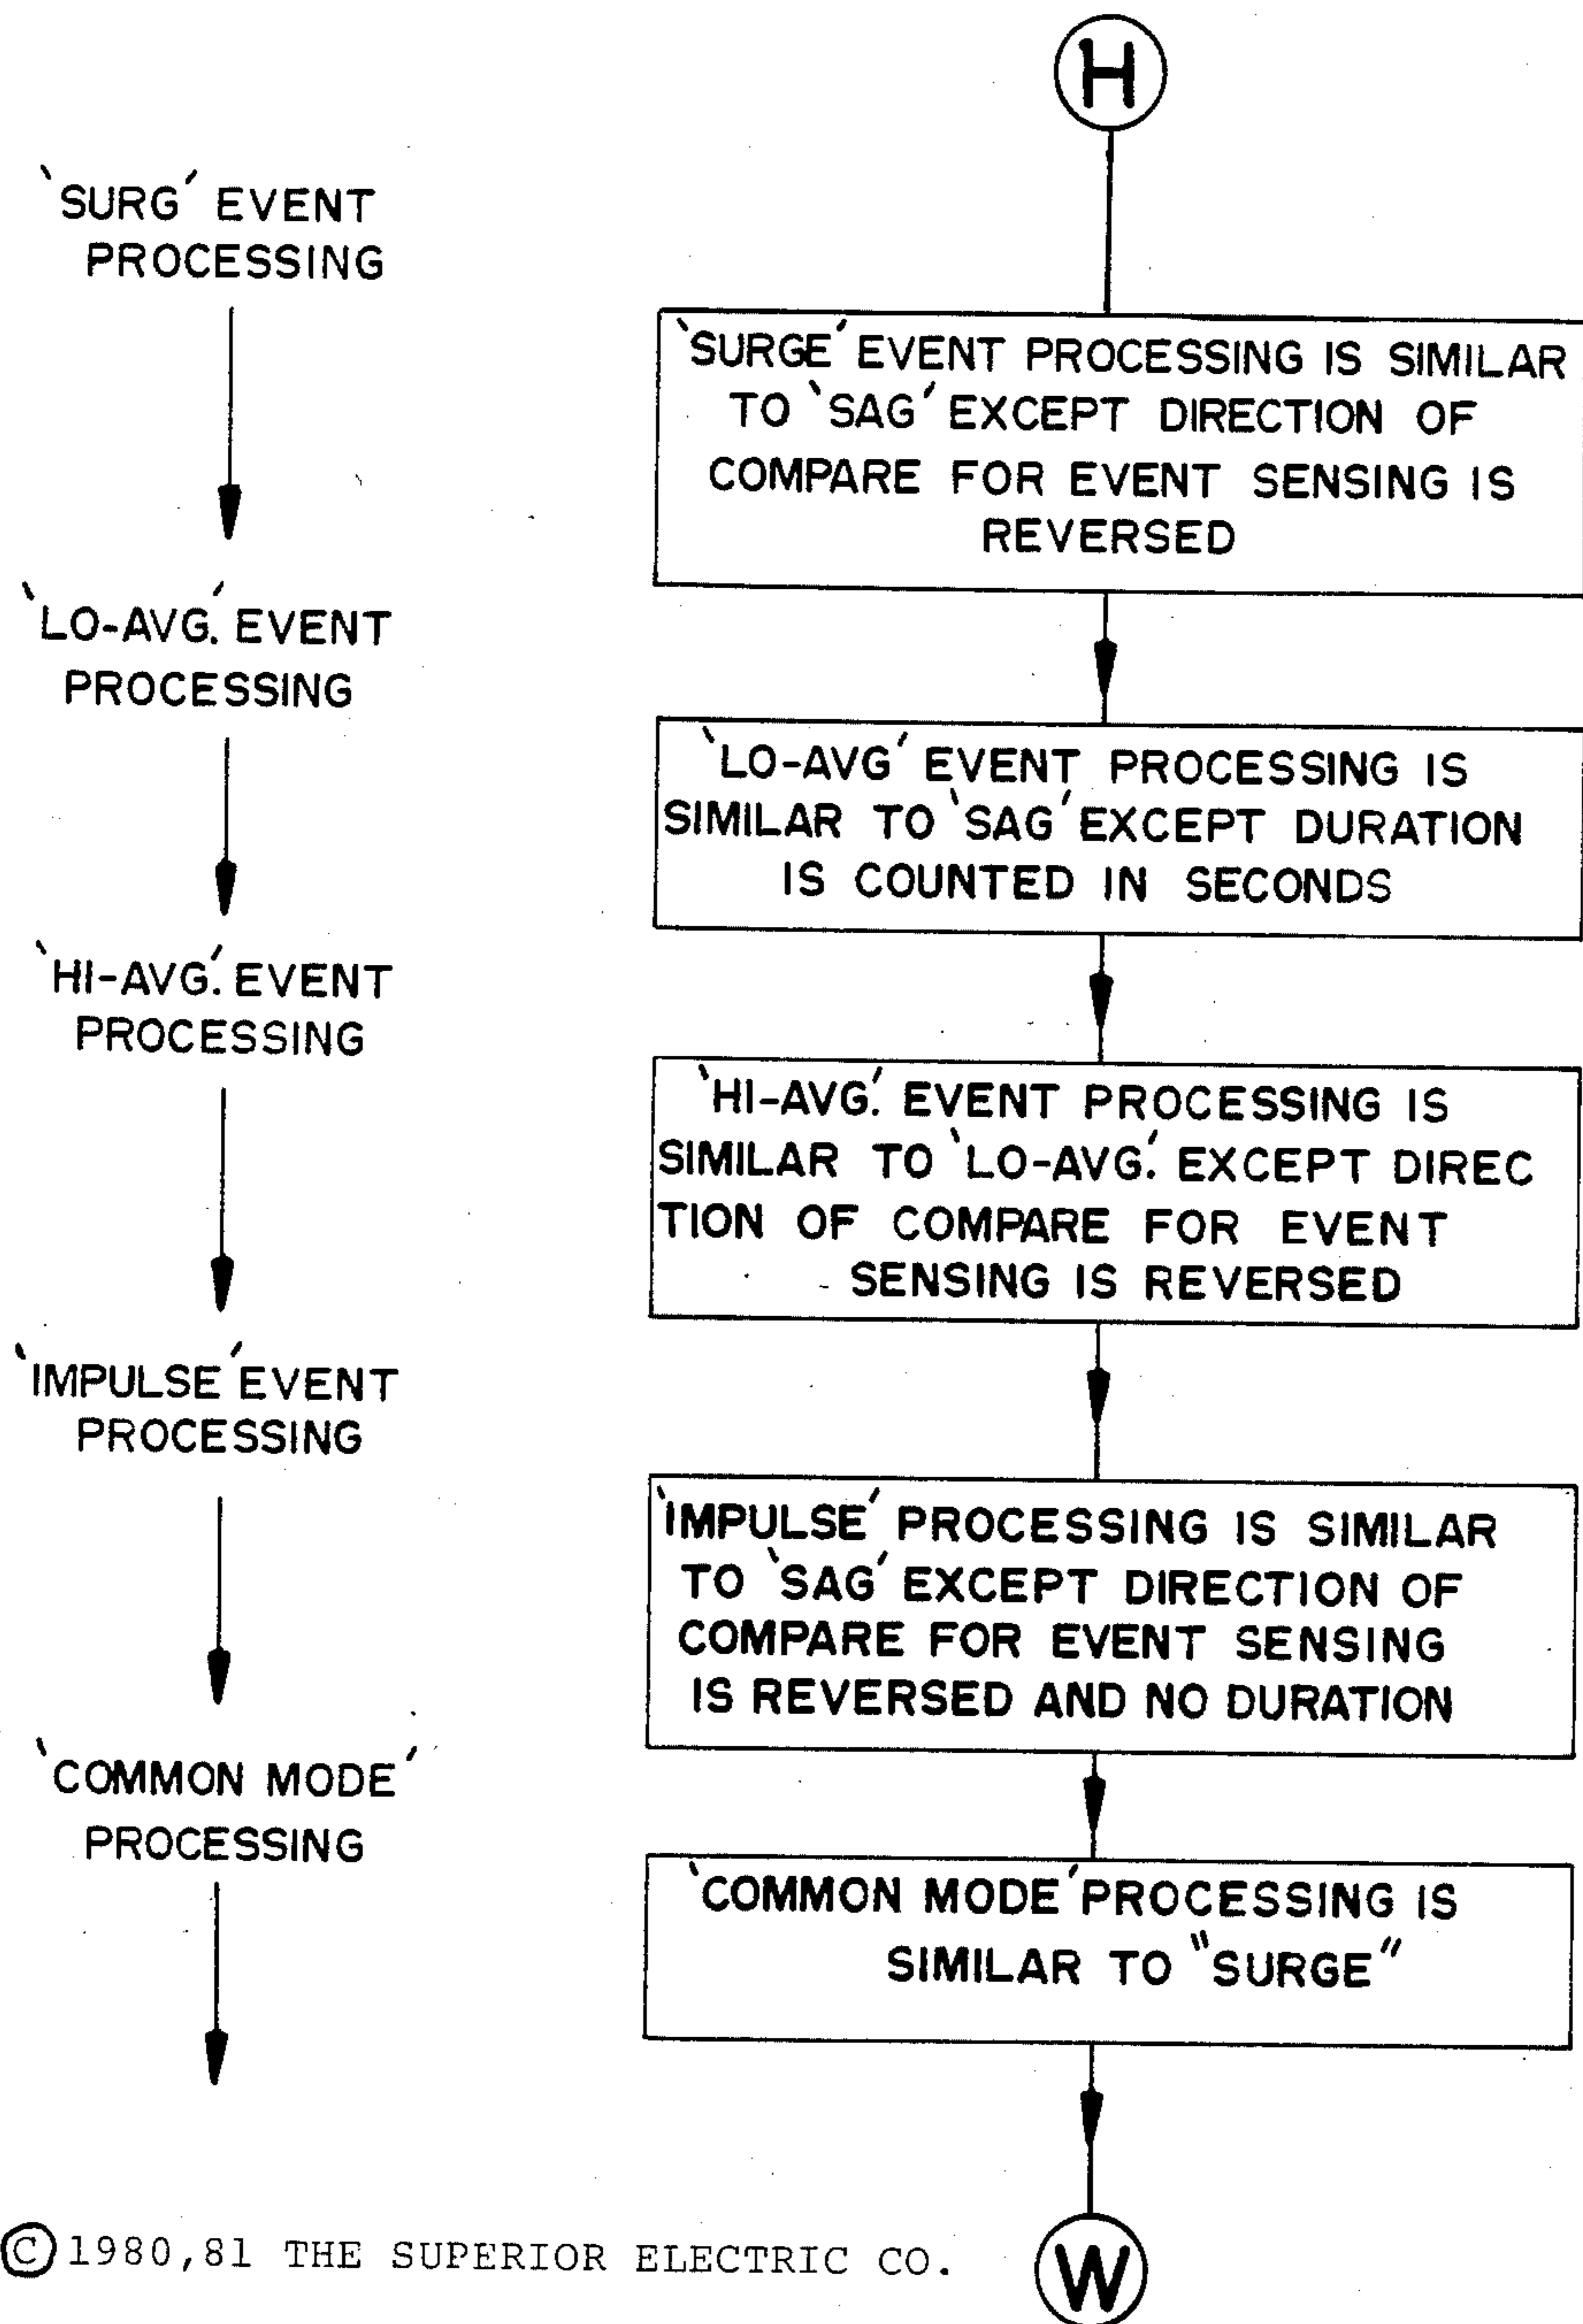 H
`SURG´ EVENT
PROCESSING
`SURGE´ EVENT PROCESSING IS SIMILAR
TO `SAG´ EXCEPT DIRECTION OF
COMPARE FOR EVENT SENSING IS
REVERSED
`LO-AVG.´ EVENT
PROCESSING
`LO-AVG´ EVENT PROCESSING IS
SIMILAR TO `SAG´ EXCEPT DURATION
IS COUNTED IN SECONDS
`HI-AVG.´ EVENT
PROCESSING
`HI-AVG.´ EVENT PROCESSING IS
SIMILAR TO `LO-AVG.´ EXCEPT DIREC
TION OF COMPARE FOR EVENT
SENSING IS REVERSED
`IMPULSE´ EVENT
PROCESSING
`IMPULSE´ PROCESSING IS SIMILAR
TO `SAG´ EXCEPT DIRECTION OF
COMPARE FOR EVENT SENSING
IS REVERSED AND NO DURATION
`COMMON MODE´
PROCESSING
`COMMON MODE´ PROCESSING IS
SIMILAR TO "SURGE"
© 1980,81 THE SUPERIOR ELECTRIC CO.
W